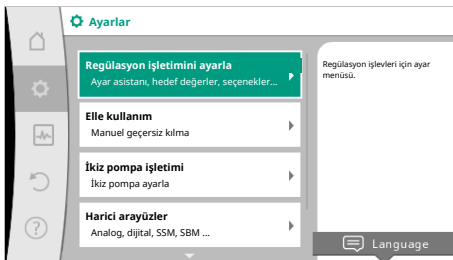 Ayarlar
Regülasyon işletimini ayarla
Ayar asistanı, hedef değerler, seçenekler...
Elle kullanım
Manuel geçersiz kılma
İkiz pompa işletimi
İkiz pompa ayarla
Harici arayüzler
Analog, dijital, SSM, SBM ...
Regülasyon işlevleri için ayar
menüsü.
Language